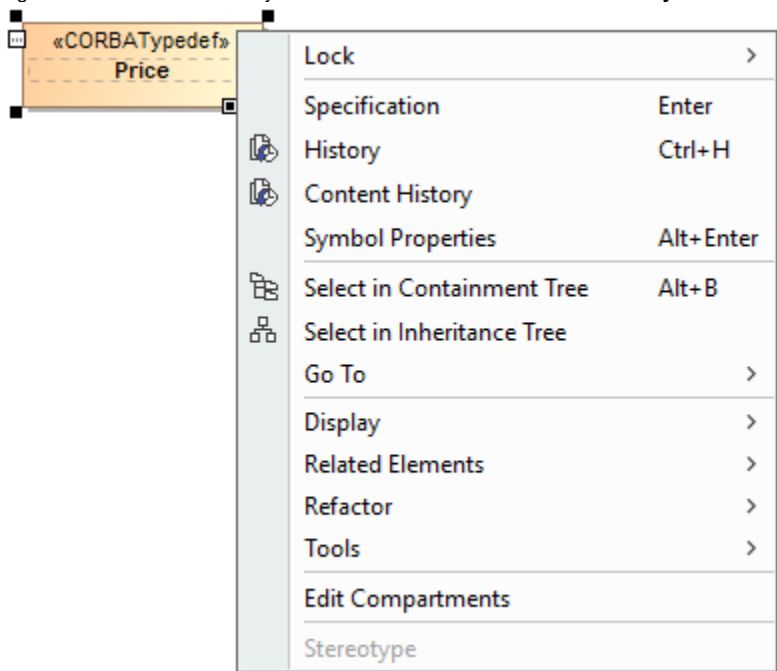 «CORBATypedef»
Price
Lock
Specification Enter
History Ctrl+H
Content History
Symbol Properties Alt+Enter
Select in Containment Tree Alt+B
Select in Inheritance Tree
Go To
Display
Related Elements
Refactor
Tools
Edit Compartments
Stereotype